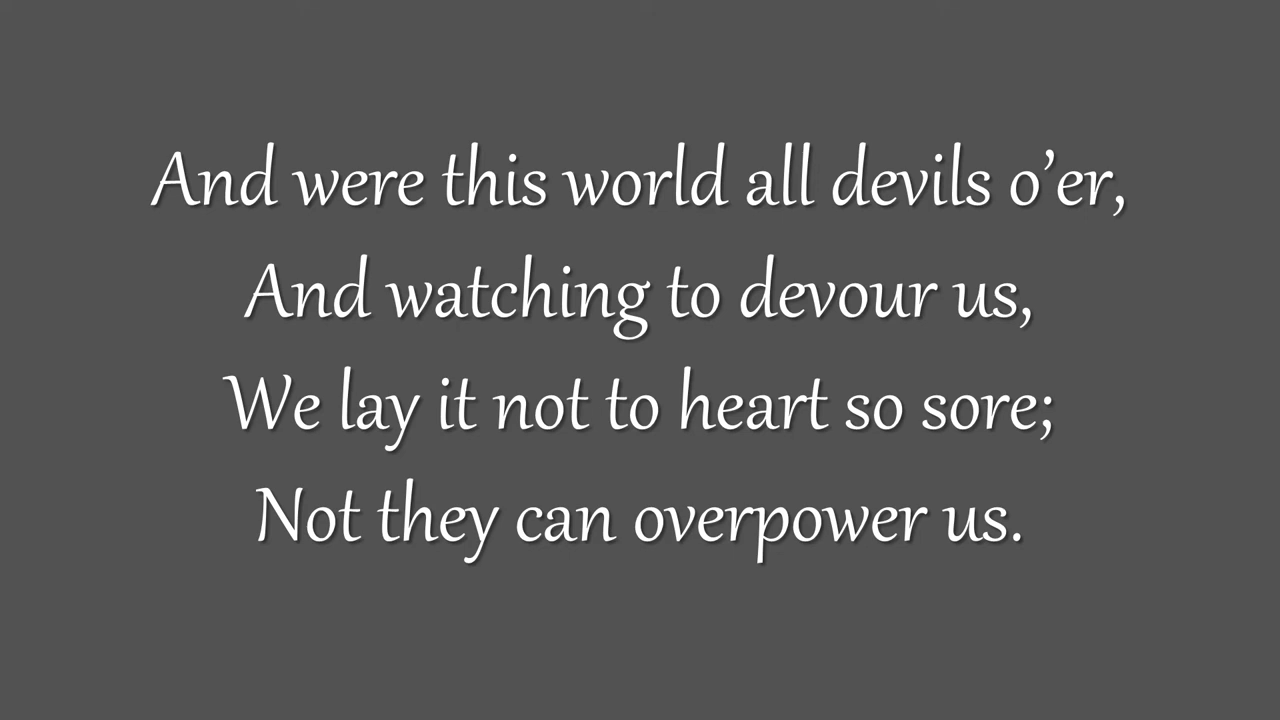 And were this world all devils o’er,
And watching to devour us,
We lay it not to heart so sore;
Not they can overpower us.